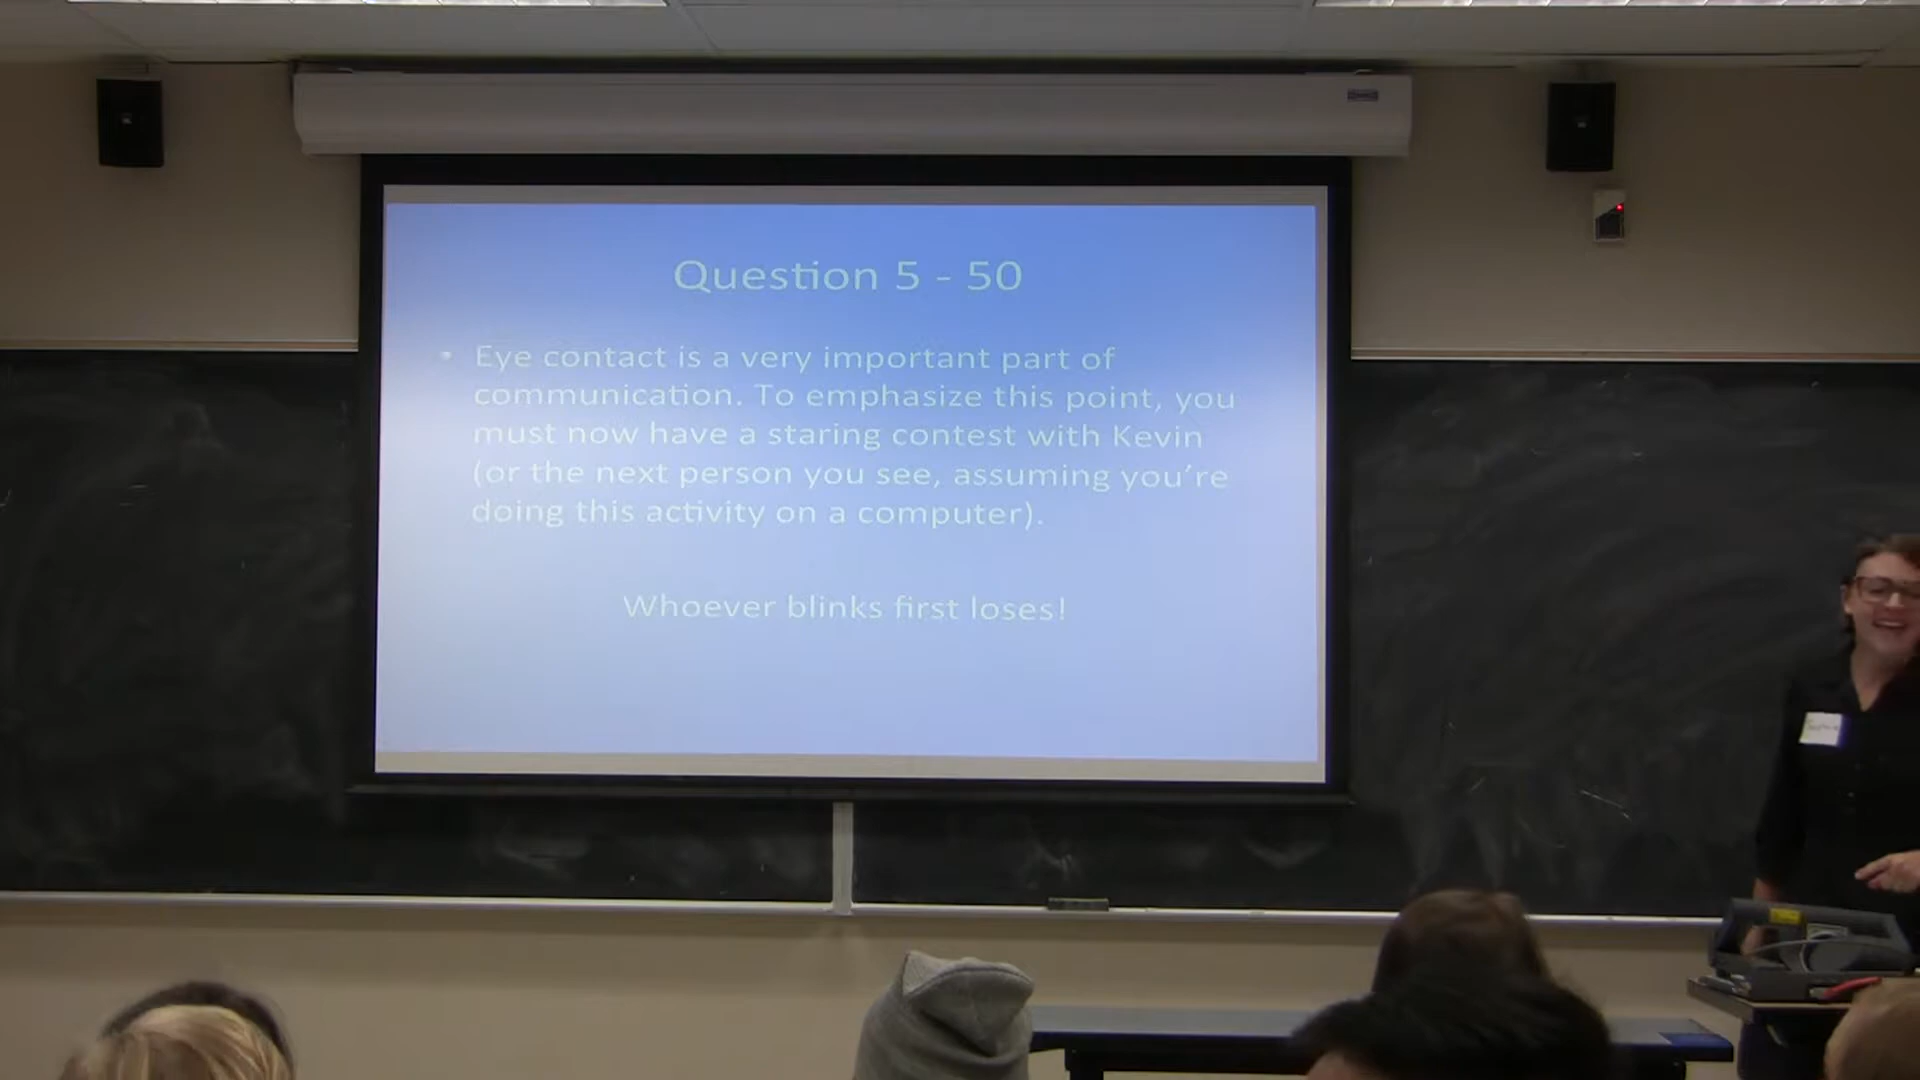 Question 5 - 50
• Eye contact is a very important part of
communication. To emphasize this point, you
must now have a staring contest with Kevin
(or the next person you see, assuming you're
doing this activity on a computer).
Whoever blinks first loses!